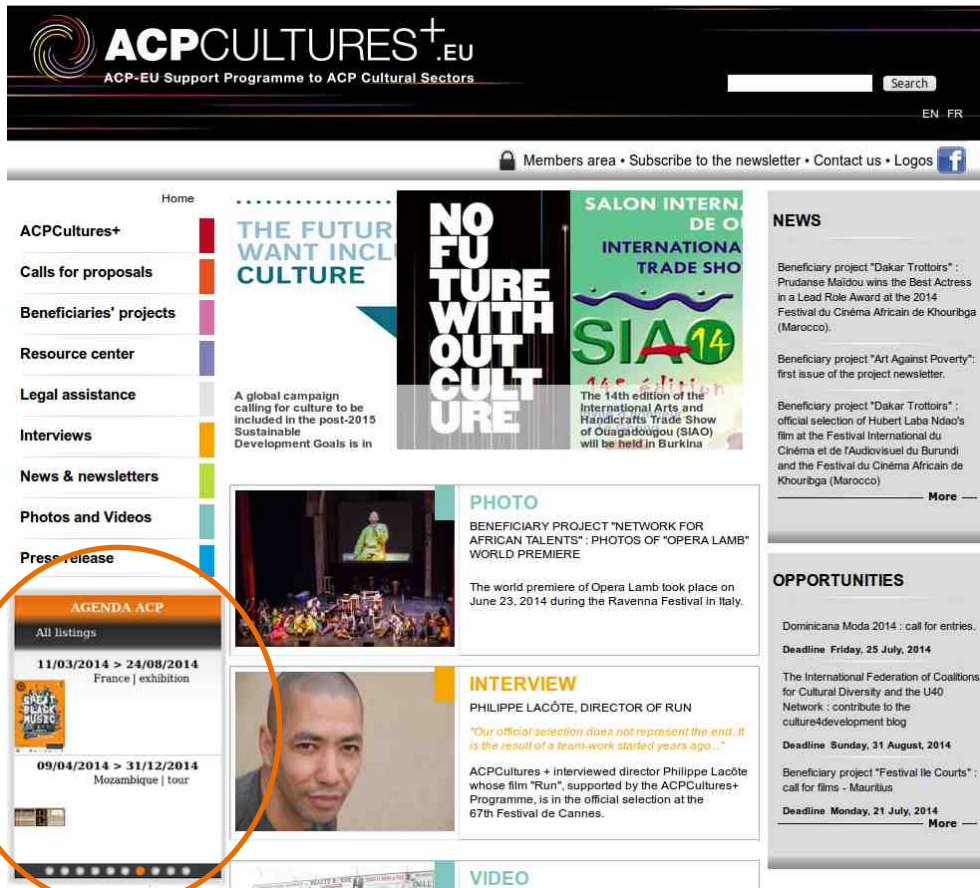 ACPCULTURES+.EU
ACP-EU Support Programme to ACP Cultural Sectors
Search
EN FR
Members area • Subscribe to the newsletter • Contact us • Logos
Home
ACPCultures+
Calls for proposals
Beneficiaries' projects
Resource center
Legal assistance
Interviews
News & newsletters
Photos and Videos
Press release
AGENDA ACP
All listings
11/03/2014 > 24/08/2014
France | exhibition
GREAT
BLACK
MUSIC
09/04/2014 > 31/12/2014
Mozambique | tour
THE FUTUR
WANT INCL
CULTURE
A global campaign
calling for culture to be
included in the post-2015
Sustainable
Development Goals is in
NO
FU
TURE
WITH
OUT
CULT
URE
SALON INTERN
DE O
INTERNATIONA
TRADE SHO
SIAO 14
14e édition
The 14th edition of the
International Arts and
Handicrafts Trade Show
of Ouagadougou (SIAO)
will be held in Burkina
PHOTO
BENEFICIARY PROJECT "NETWORK FOR
AFRICAN TALENTS" : PHOTOS OF "OPERA LAMB"
WORLD PREMIERE
The world premiere of Opera Lamb took place on
June 23, 2014 during the Ravenna Festival in Italy.
INTERVIEW
PHILIPPE LACÔTE, DIRECTOR OF RUN
"Our official selection does not represent the end. It
is the result of a team-work started years ago..."
ACPCultures + interviewed director Philippe Lacôte
whose film "Run", supported by the ACPCultures+
Programme, is in the official selection at the
67th Festival de Cannes.
VIDEO
NEWS
Beneficiary project "Dakar Trottoirs" :
Prudanse Maïdou wins the Best Actress
in a Lead Role Award at the 2014
Festival du Cinéma Africain de Khouribga
(Marocco).
Beneficiary project "Art Against Poverty":
first issue of the project newsletter.
Beneficiary project "Dakar Trottoirs" :
official selection of Hubert Laba Ndao's
film at the Festival International du
Cinéma et de l'Audiovisuel du Burundi
and the Festival du Cinéma Africain de
Khouribga (Marocco)
More
OPPORTUNITIES
Dominicana Moda 2014 : call for entries.
Deadline Friday, 25 July, 2014
The International Federation of Coalitions
for Cultural Diversity and the U40
Network : contribute to the
culture4development blog
Deadline Sunday, 31 August, 2014
Beneficiary project "Festival Ile Courts" :
call for films - Mauritius
Deadline Monday, 21 July, 2014
More